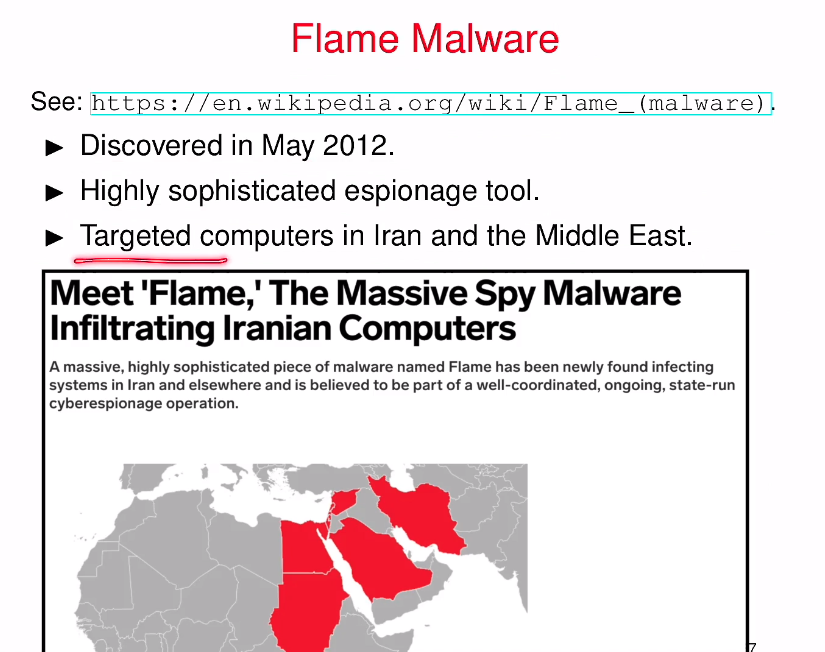 Flame Malware
See: https://en.wikipedia.org/wiki/Flame_(malware).
► Discovered in May 2012.
► Highly sophisticated espionage tool.
► Targeted computers in Iran and the Middle East.
Meet 'Flame,' The Massive Spy Malware
Infiltrating Iranian Computers
A massive, highly sophisticated piece of malware named Flame has been newly found infecting
systems in Iran and elsewhere and is believed to be part of a well-coordinated, ongoing, state-run
cyberespionage operation.
7